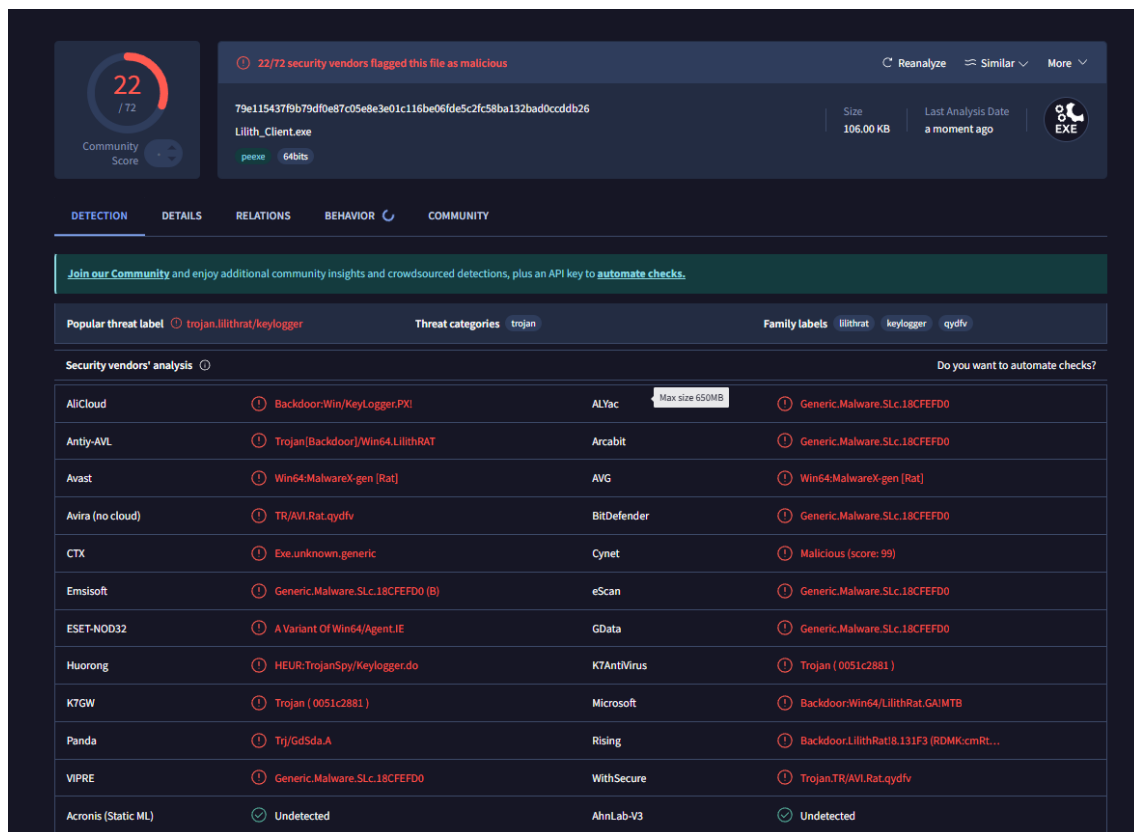 22
/ 72
Community
Score
-
22/72 security vendors flagged this file as malicious
Reanalyze
Similar
More
79e115437f9b79df0e87c05e8e3e01c116be06fde5c2fc58ba132bad0ccddb26
Lilith_Client.exe
peexe
64bits
Size
106.00 KB
Last Analysis Date
a moment ago
EXE
DETECTION
DETAILS
RELATIONS
BEHAVIOR
COMMUNITY
Join our Community and enjoy additional community insights and crowdsourced detections, plus an API key to automate checks.
Popular threat label trojan.lilithrat/keylogger
Threat categories trojan
Family labels lilithrat keylogger qydfv
Security vendors' analysis
Do you want to automate checks?
AliCloud Backdoor:Win/KeyLogger.PX!
ALYac Generic.Malware.SLc.18CFEFD0
Max size 650MB
Antiy-AVL Trojan[Backdoor]/Win64.LilithRAT
Arcabit Generic.Malware.SLc.18CFEFD0
Avast Win64:MalwareX-gen [Rat]
AVG Win64:MalwareX-gen [Rat]
Avira (no cloud) TR/AVI.Rat.qydfv
BitDefender Generic.Malware.SLc.18CFEFD0
CTX Exe.unknown.generic
Cynet Malicious (score: 99)
Emsisoft Generic.Malware.SLc.18CFEFD0 (B)
eScan Generic.Malware.SLc.18CFEFD0
ESET-NOD32 A Variant Of Win64/Agent.IE
GData Generic.Malware.SLc.18CFEFD0
Huorong HEUR:TrojanSpy/Keylogger.do
K7AntiVirus Trojan ( 0051c2881 )
K7GW Trojan ( 0051c2881 )
Microsoft Backdoor:Win64/LilithRat.GA!MTB
Panda Trj/GdSda.A
Rising Backdoor.LilithRat!8.131F3 (RDMK:cmRt...
VIPRE Generic.Malware.SLc.18CFEFD0
WithSecure Trojan.TR/AVI.Rat.qydfv
Acronis (Static ML) Undetected
AhnLab-V3 Undetected